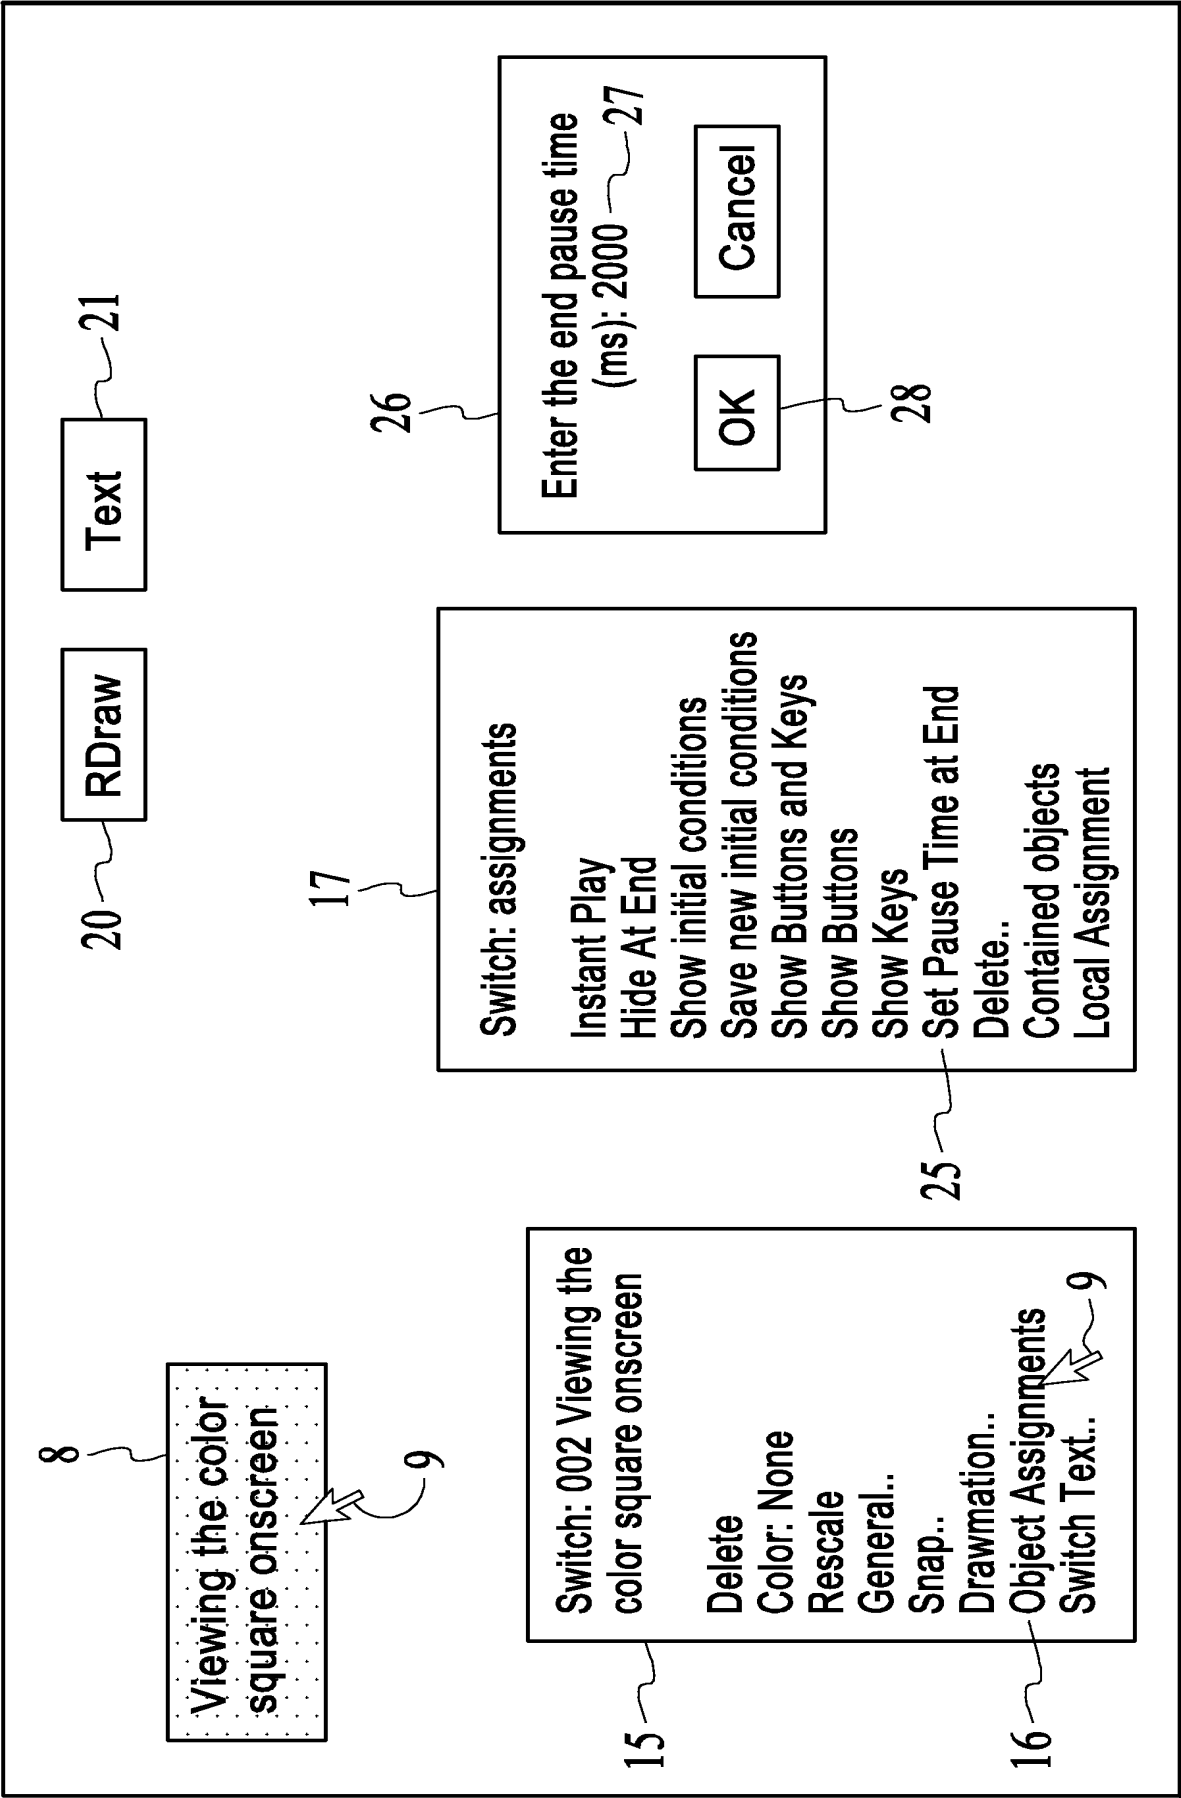 8
Viewing the color
square onscreen
9
20
RDraw
Text
21
15
Switch: 002 Viewing the
color square onscreen
Delete
Color: None
Rescale
General..
Snap..
Drawmation..
Object Assignments
Switch Text..
16
9
17
Switch: assignments
Instant Play
Hide At End
Show initial conditions
Save new initial conditions
Show Buttons and Keys
Show Buttons
Show Keys
Set Pause Time at End
Delete..
Contained objects
Local Assignment
25
26
Enter the end pause time
(ms): 2000
27
OK
Cancel
28